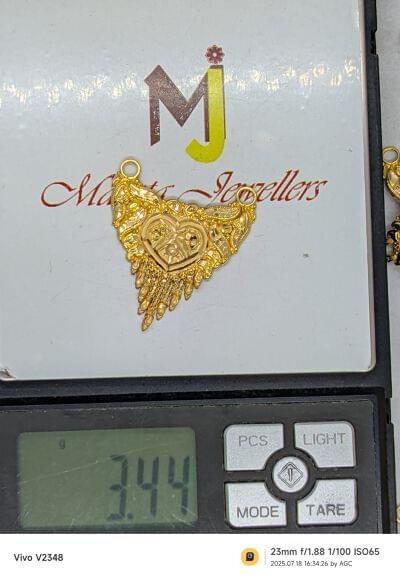 MJ
Jewellers
g
3.44
PCS
LIGHT
MODE
TARE
Vivo V2348
23mm f/1.88 1/100 ISO65
2025.07.18 16:34:26 by AGC